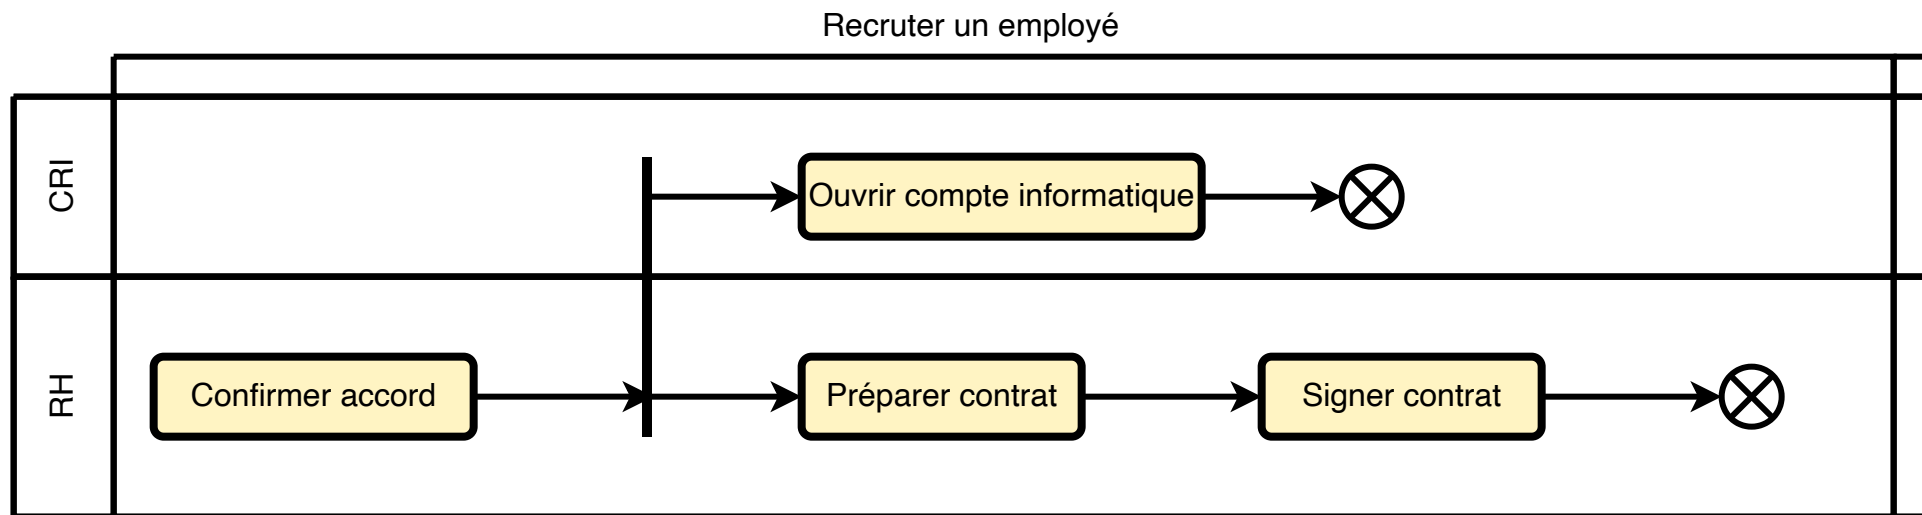 Recruter un employé
CRI
Ouvrir compte informatique
RH
Confirmer accord
Préparer contrat
Signer contrat